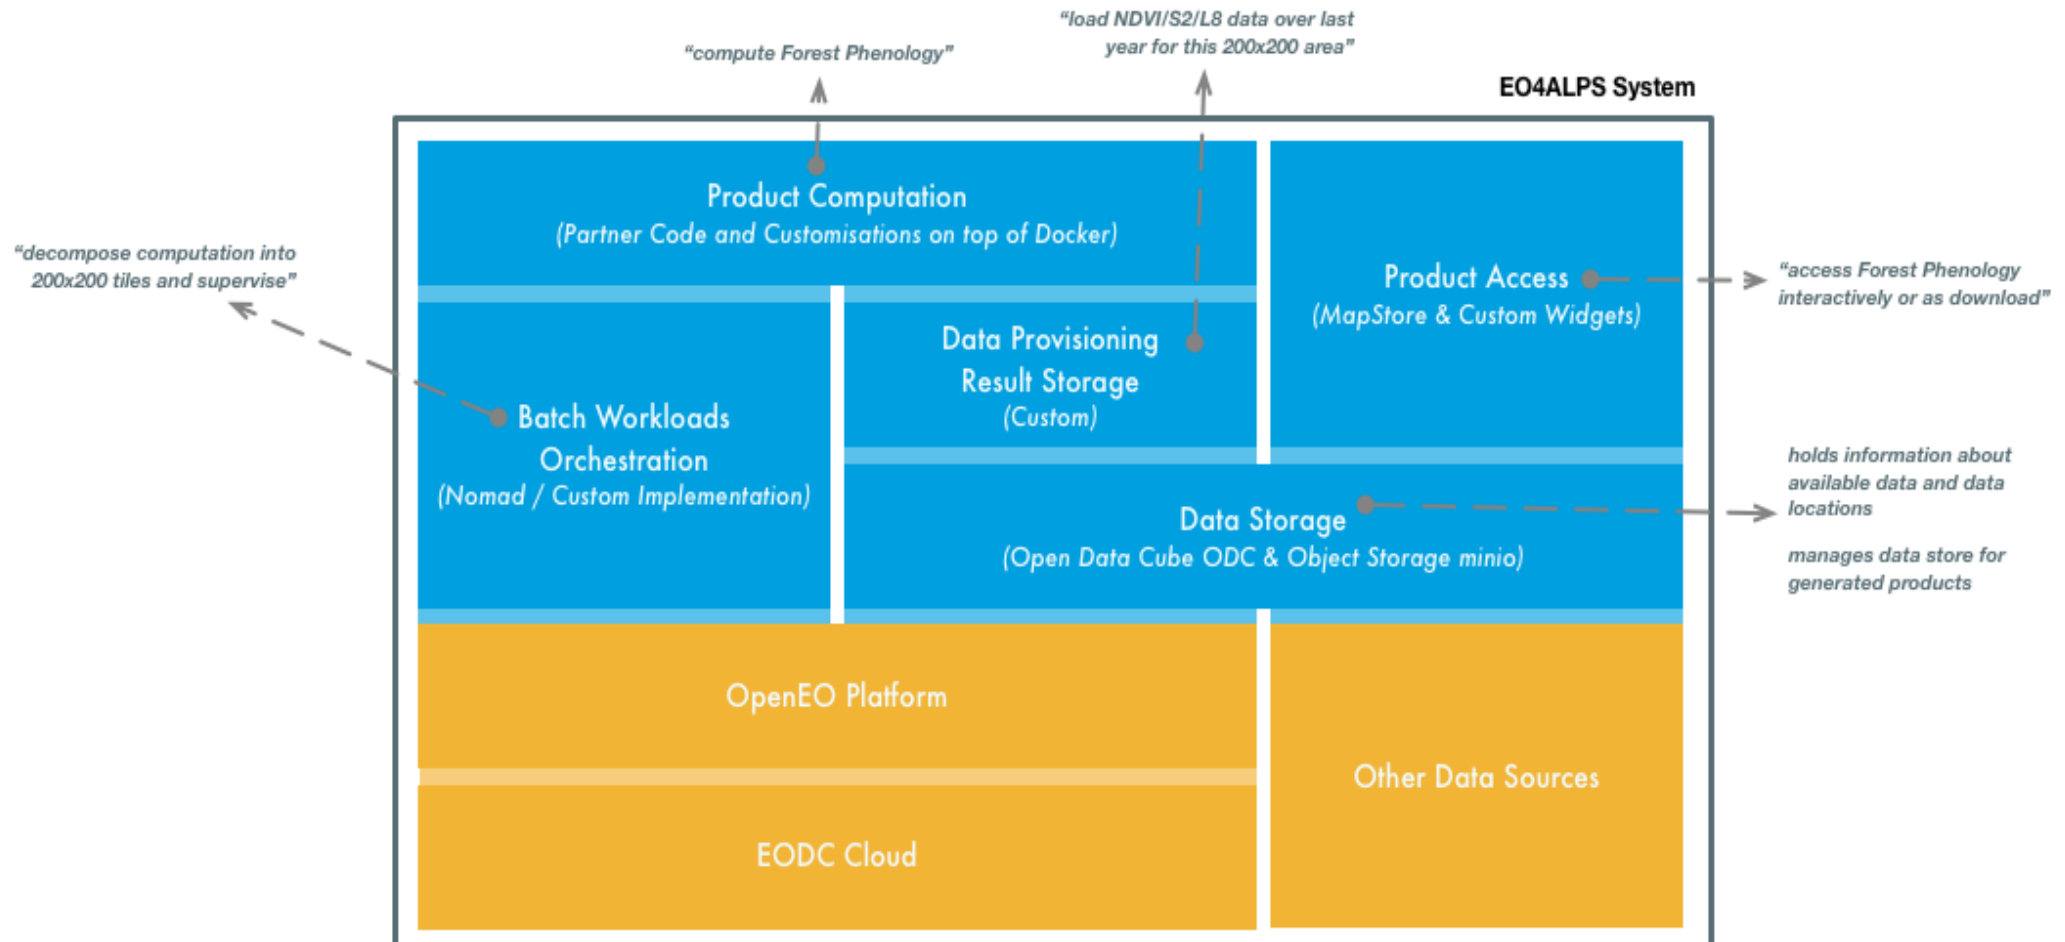 “load NDVI/S2/L8 data over last
year for this 200x200 area”
“compute Forest Phenology”
EO4ALPS System
Product Computation
(Partner Code and Customisations on top of Docker)
“decompose computation into
200x200 tiles and supervise”
Product Access
(MapStore & Custom Widgets)
“access Forest Phenology
interactively or as download”
Data Provisioning
Result Storage
(Custom)
Batch Workloads
Orchestration
(Nomad / Custom Implementation)
holds information about
available data and data
locations
manages data store for
generated products
Data Storage
(Open Data Cube ODC & Object Storage minio)
OpenEO Platform
Other Data Sources
EODC Cloud